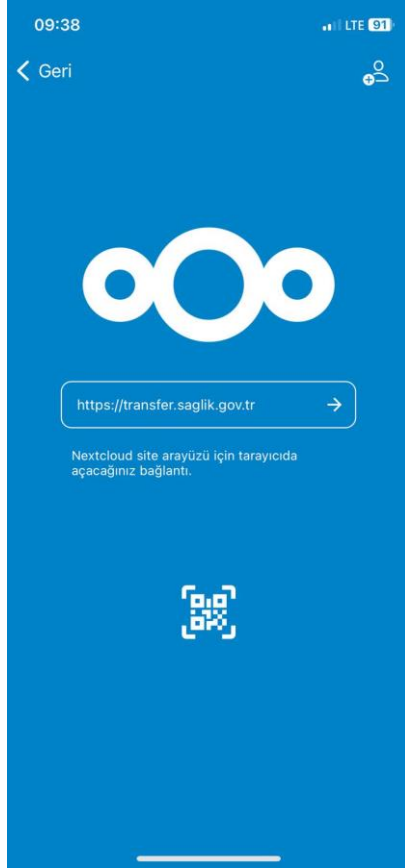 09:38 LTE 91
Geri
https://transfer.saglik.gov.tr
Nextcloud site arayüzü için tarayıcıda
açacağınız bağlantı.